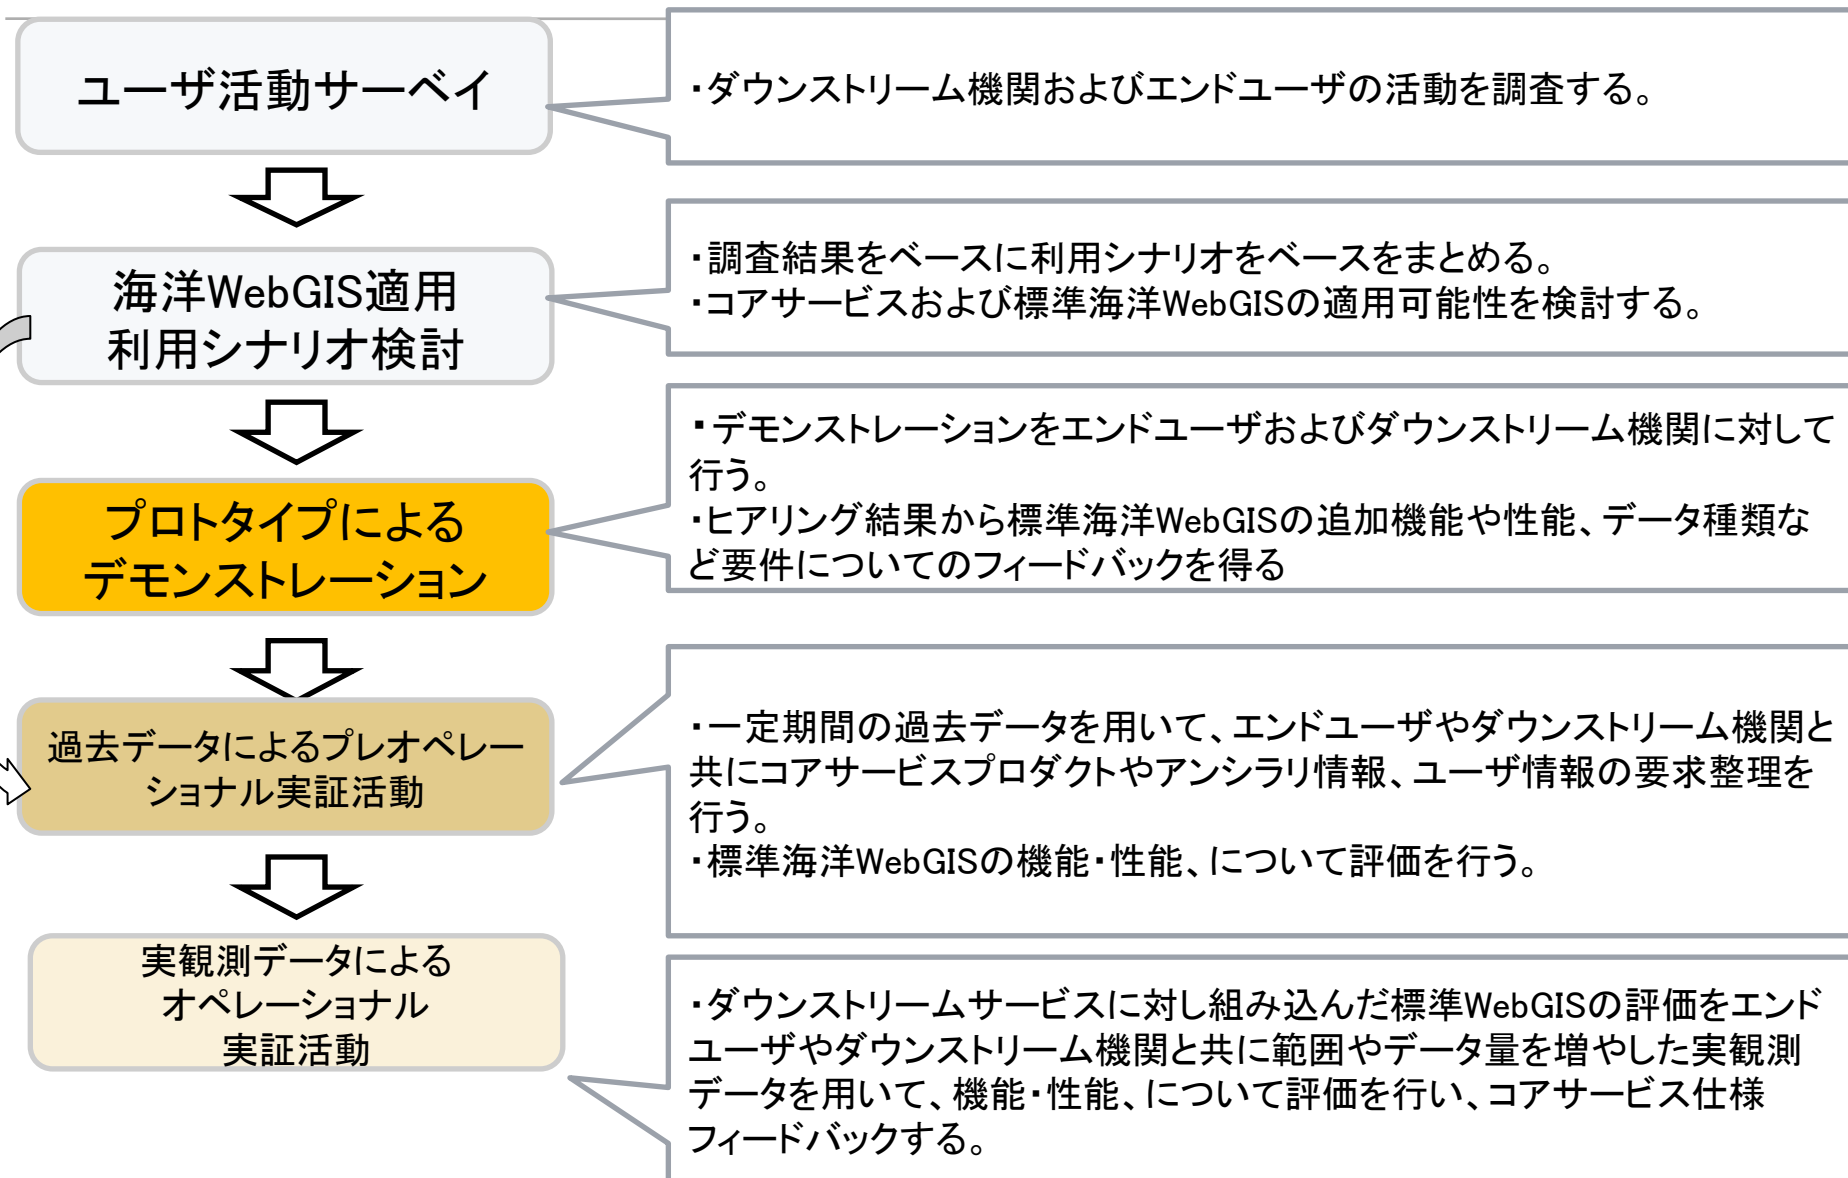 ユーザ活動サーベイ
・ダウンストリーム機関およびエンドユーザの活動を調査する。
海洋WebGIS適用
利用シナリオ検討
・調査結果をベースに利用シナリオをベースをまとめる。
・コアサービスおよび標準海洋WebGISの適用可能性を検討する。
プロトタイプによる
デモンストレーション
・デモンストレーションをエンドユーザおよびダウンストリーム機関に対して
行う。
・ヒアリング結果から標準海洋WebGISの追加機能や性能、データ種類な
ど要件についてのフィードバックを得る
過去データによるプレオペレー
ショナル実証活動
・一定期間の過去データを用いて、エンドユーザやダウンストリーム機関と
共にコアサービスプロダクトやアンシラリ情報、ユーザ情報の要求整理を
行う。
・標準海洋WebGISの機能・性能、について評価を行う。
実観測データによる
オペレーショナル
実証活動
・ダウンストリームサービスに対し組み込んだ標準WebGISの評価をエンド
ユーザやダウンストリーム機関と共に範囲やデータ量を増やした実観測
データを用いて、機能・性能、について評価を行い、コアサービス仕様
フィードバックする。